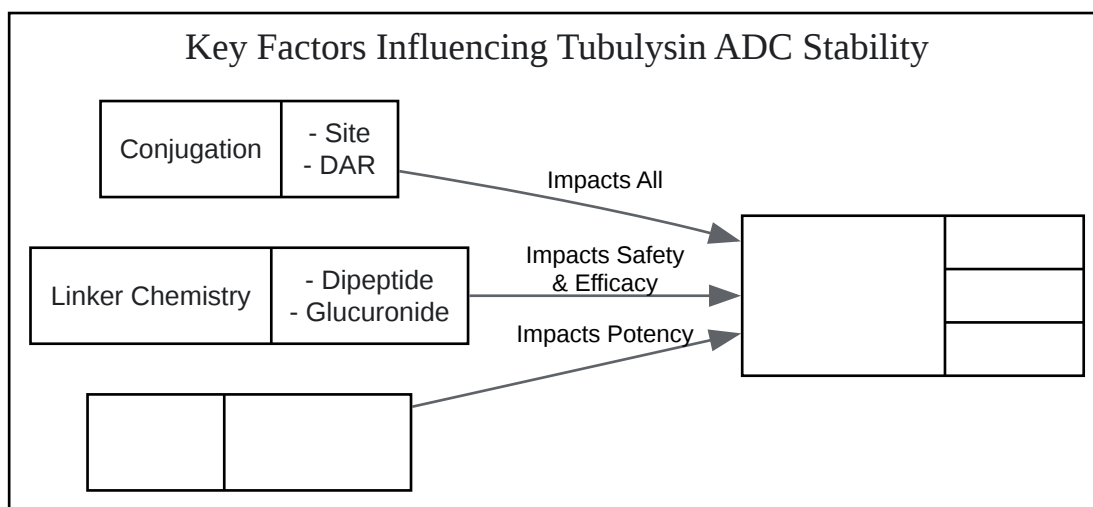 Key Factors Influencing Tubulysin ADC Stability
Conjugation
- Site
- DAR
Impacts All
Linker Chemistry
- Dipeptide
- Glucuronide
Impacts Safety
& Efficacy
Impacts Potency